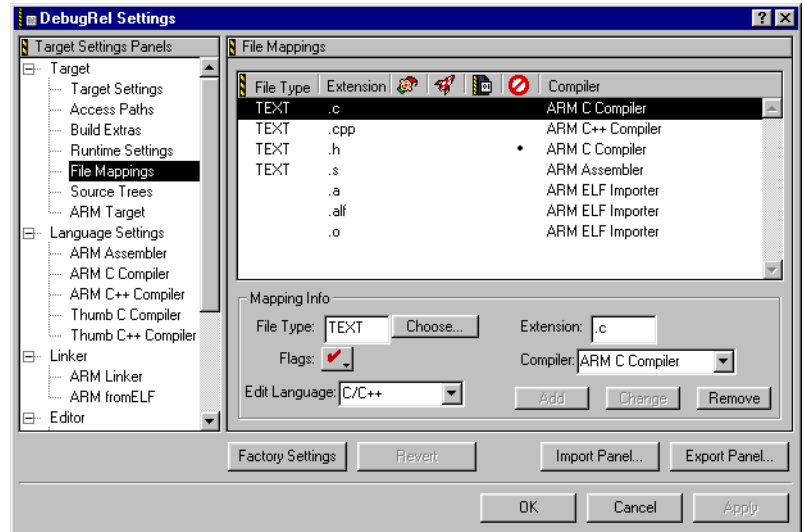 DebugRel Settings
Target Settings Panels
Target
Target Settings
Access Paths
Build Extras
Runtime Settings
File Mappings
Source Trees
ARM Target
Language Settings
ARM Assembler
ARM C Compiler
ARM C++ Compiler
Thumb C Compiler
Thumb C++ Compiler
Linker
ARM Linker
ARM fromELF
Editor
File Mappings
File Type Extension Compiler
TEXT .c ARM C Compiler
TEXT .cpp ARM C++ Compiler
TEXT .h • ARM C Compiler
TEXT .s ARM Assembler
.a ARM ELF Importer
.alf ARM ELF Importer
.o ARM ELF Importer
Mapping Info
File Type: TEXT Choose... Extension: .c
Flags: Compiler: ARM C Compiler
Edit Language: C/C++ Add Change Remove
Factory Settings Revert Import Panel... Export Panel...
OK Cancel Apply